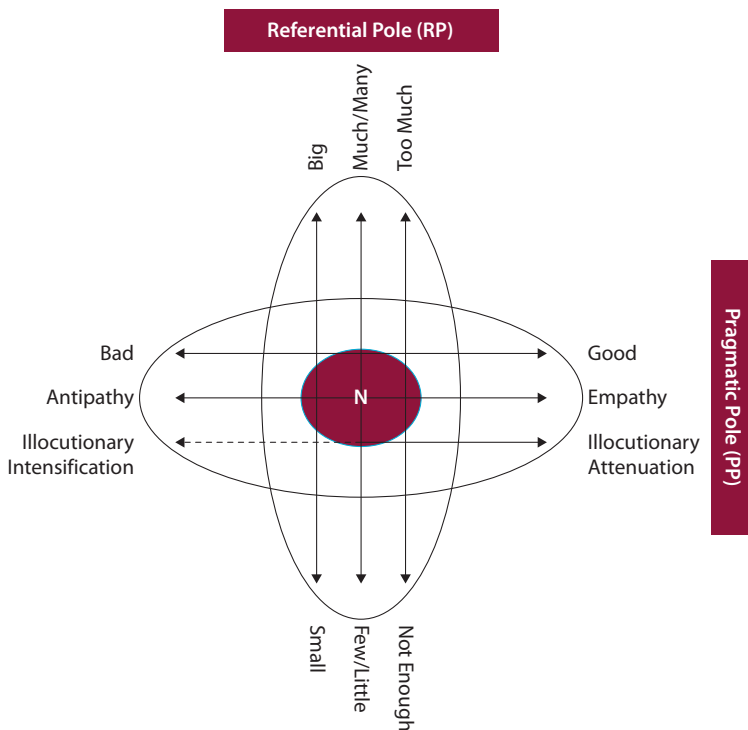 Referential Pole (RP)
Big
Much/Many
Too Much
Bad
Good
Antipathy
N
Empathy
Illocutionary
Intensification
Illocutionary
Attenuation
Pragmatic Pole (PP)
Small
Few/Little
Not Enough